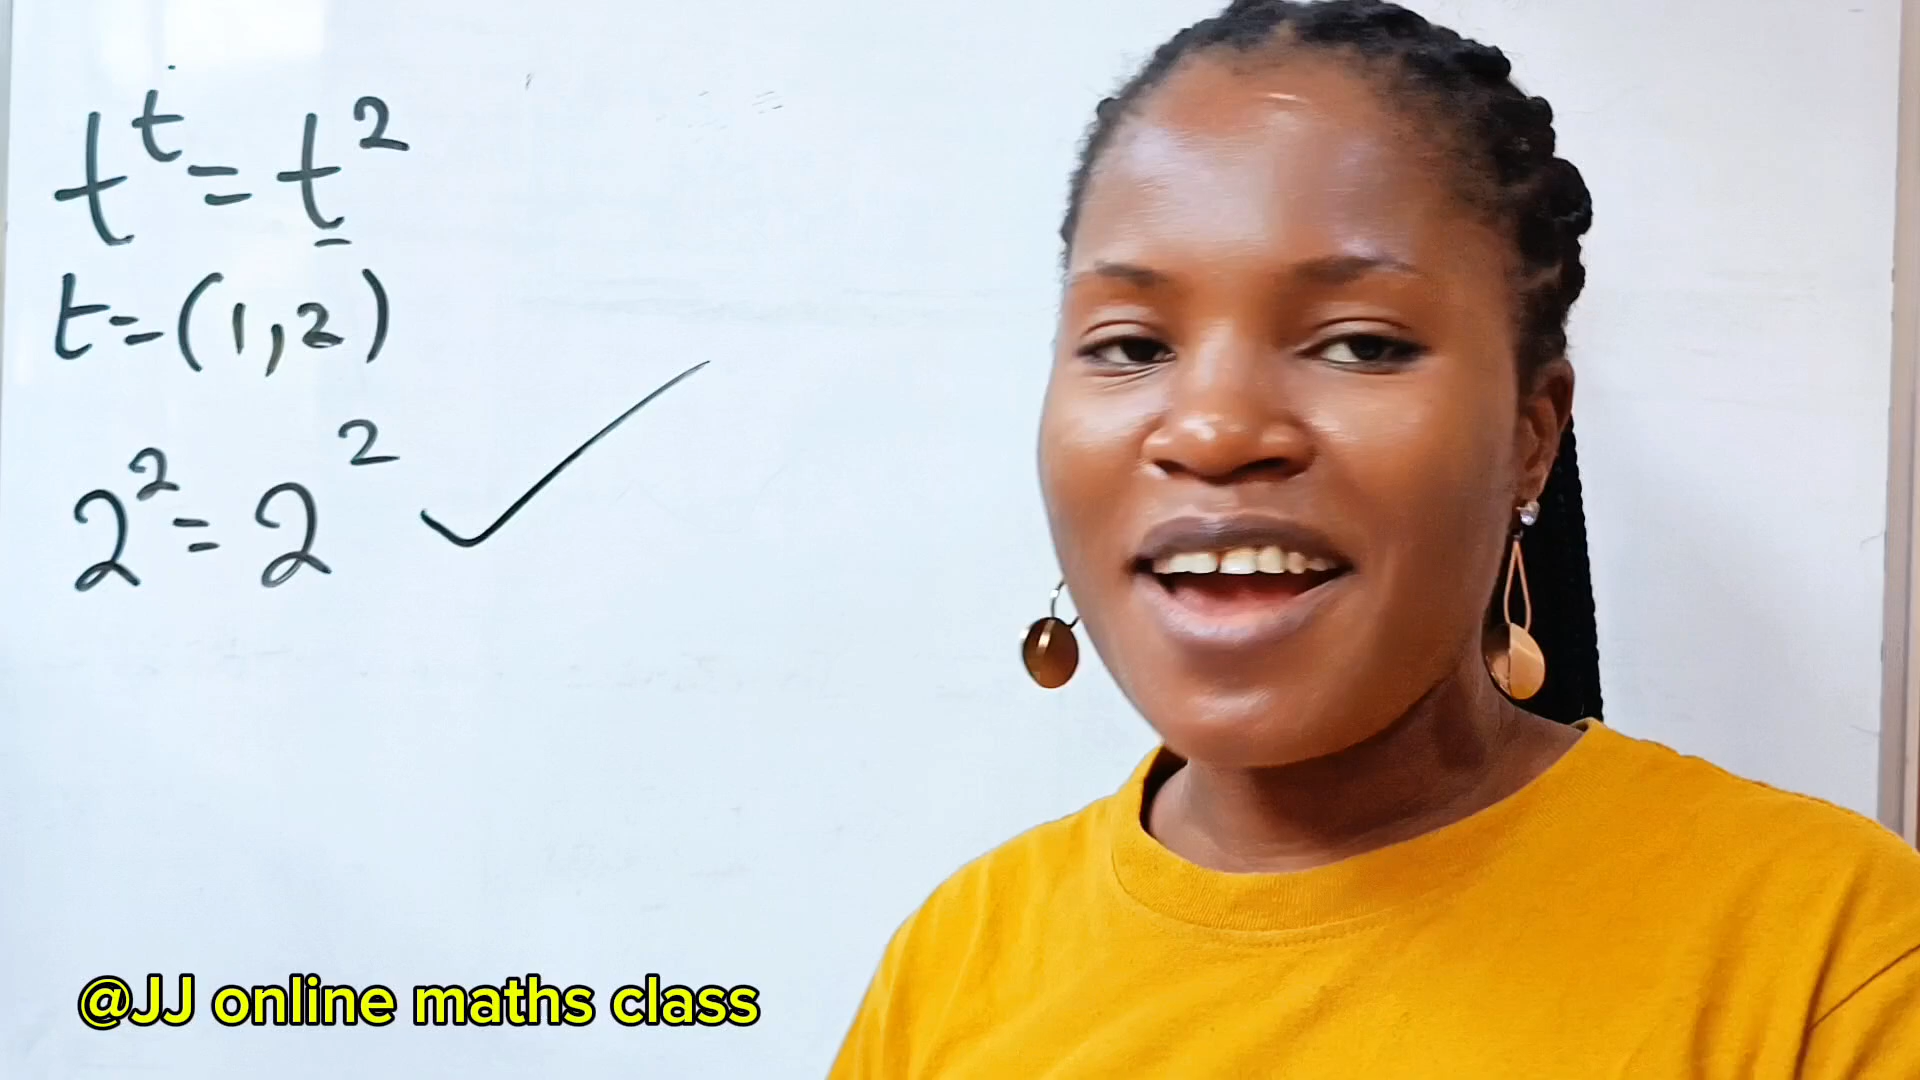 t^t = t^2
t = (1,2)
2^2 = 2^2 ✓
@JJ online maths class